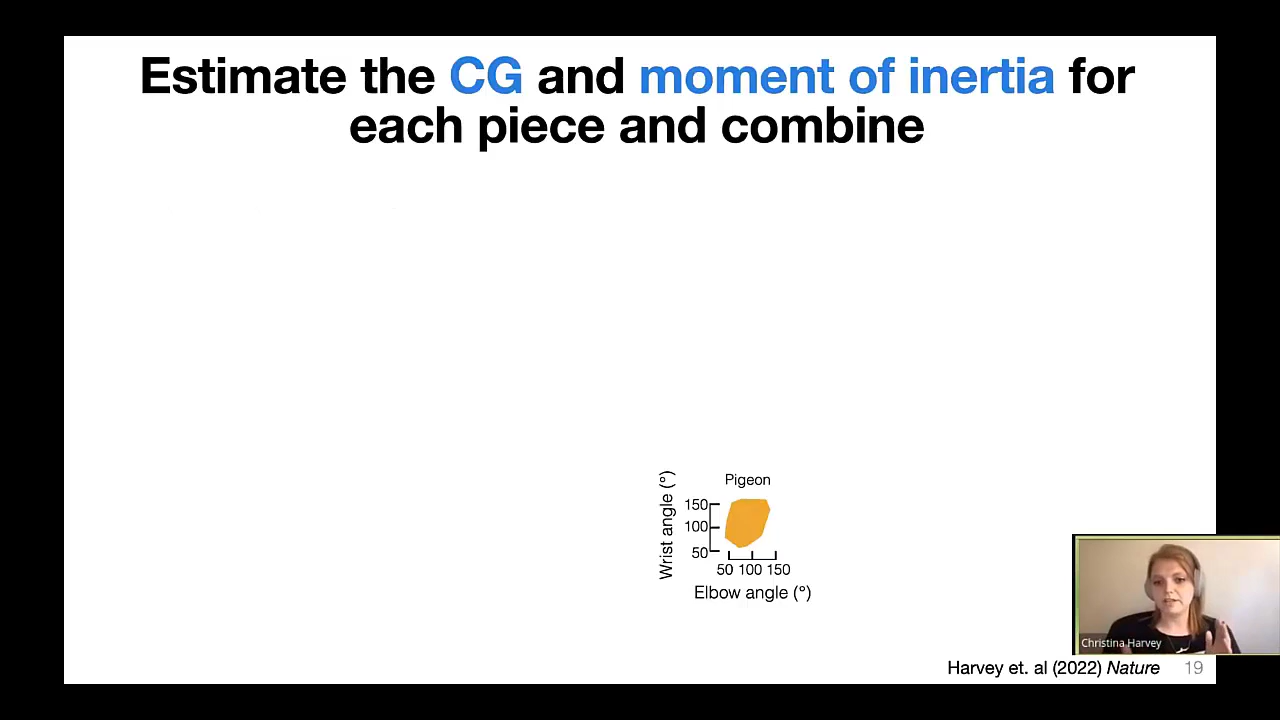 Estimate the CG and moment of inertia for
each piece and combine
Pigeon
Wrist angle (°)
150
100
50
50 100 150
Elbow angle (°)
Christina Harvey
Harvey et. al (2022) Nature 19